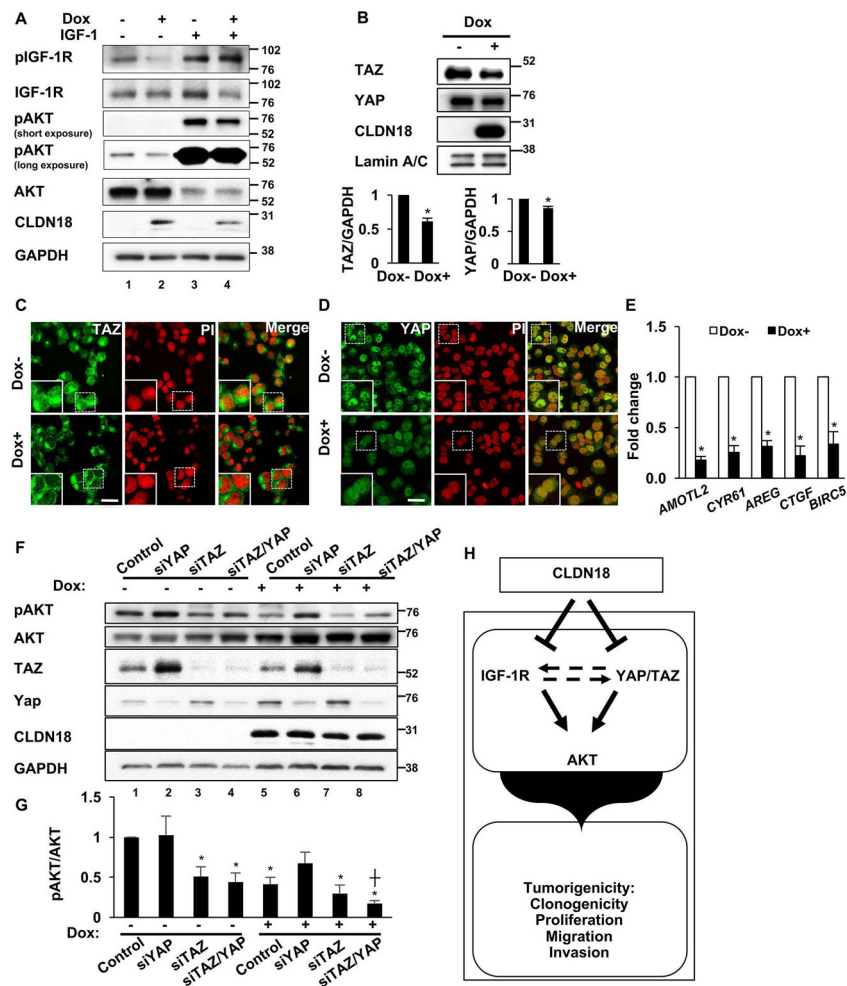 A
Dox - + - +
IGF-1 + +
pIGF-1R
102
76
IGF-1R
102
76
pAKT
(short exposure)
76
52
pAKT
(long exposure)
76
52
AKT
76
52
CLDN18
31
GAPDH
38
1 2 3 4
B
Dox
- +
TAZ
52
YAP
76
CLDN18
31
38
Lamin A/C
TAZ/GAPDH
1
0.5
0
*
Dox- Dox+
YAP/GAPDH
1
0.5
0
*
Dox- Dox+
C
TAZ PI Merge
Dox-
Dox+
D
YAP PI Merge
Dox-
Dox+
E
Dox- Dox+
Fold change
1.5
1.0
0.5
0
* * * * *
AMOTL2 CYR61 AREG CTGF BIRC5
F
Control siYAP siTAZ siTAZ/YAP Control siYAP siTAZ siTAZ/YAP
Dox: - - - - + + + +
pAKT
76
AKT
76
TAZ
52
Yap
76
CLDN18
31
GAPDH
38
1 2 3 4 5 6 7 8
G
pAKT/AKT
1.5
1
0.5
0
* * * * ┼ *
Dox: - - - - + + + +
Control siYAP siTAZ siTAZ/YAP Control siYAP siTAZ siTAZ/YAP
H
CLDN18
IGF-1R YAP/TAZ
AKT
Tumorigenicity:
Clonogenicity
Proliferation
Migration
Invasion